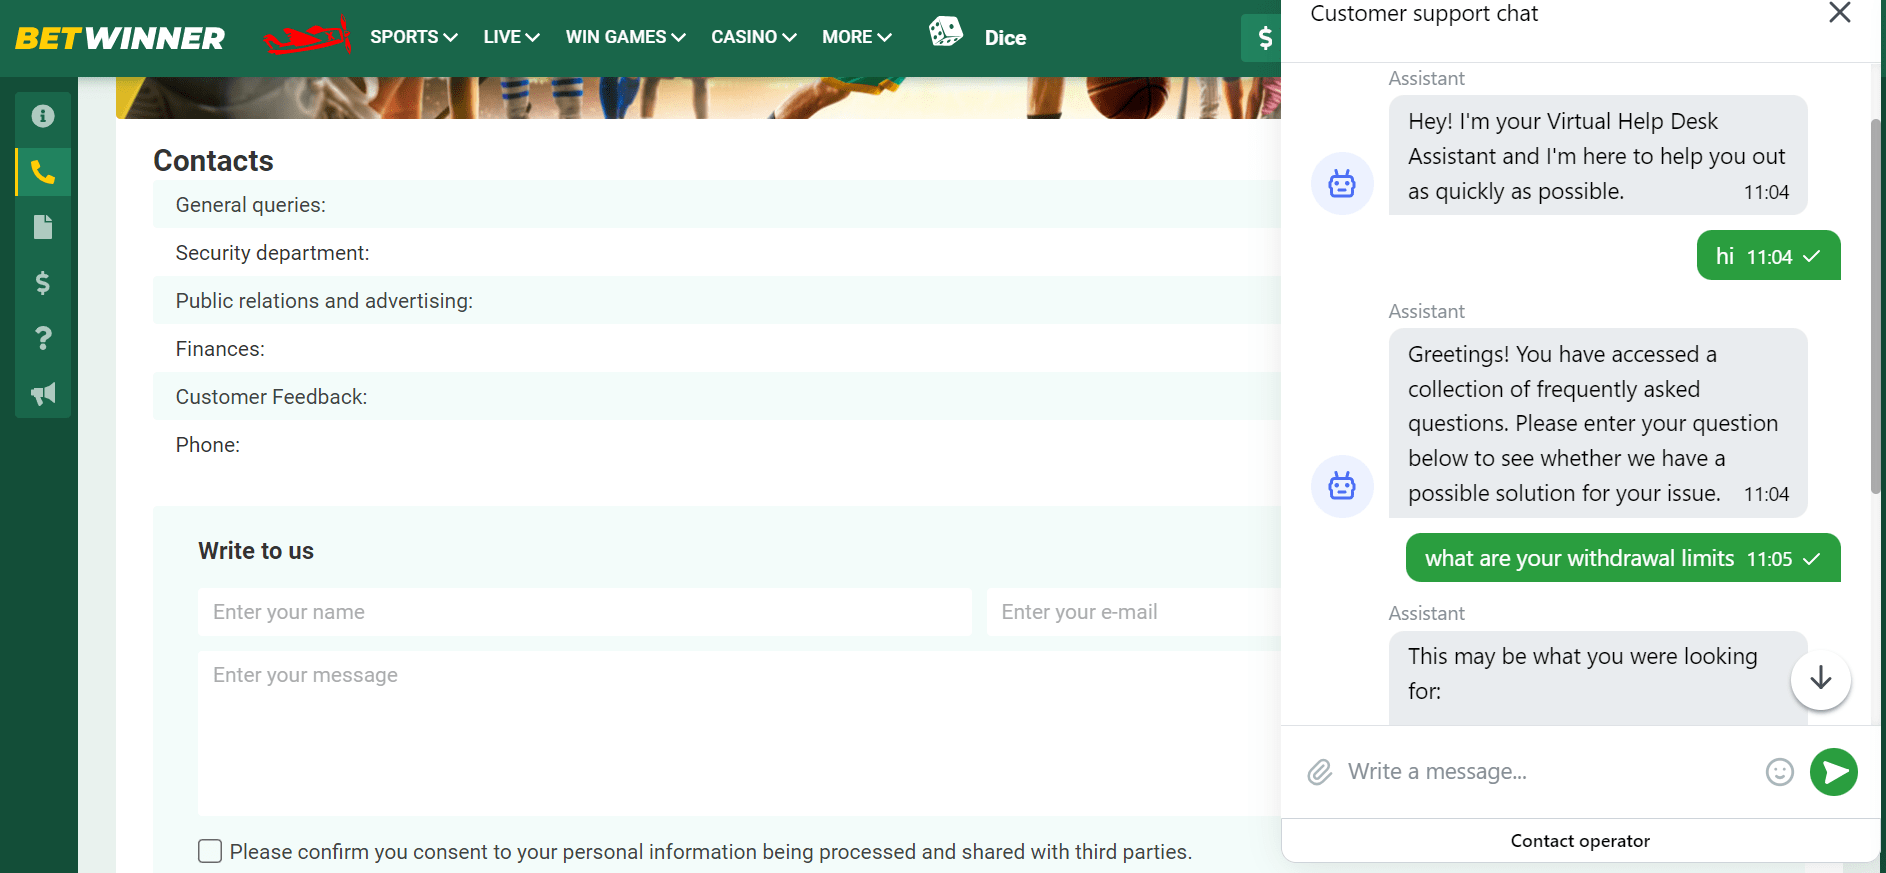 BETWINNER
SPORTS
LIVE
WIN GAMES
CASINO
MORE
Dice
$
Contacts
General queries:
Security department:
Public relations and advertising:
Finances:
Customer Feedback:
Phone:
Write to us
Enter your name
Enter your e-mail
Enter your message
Please confirm you consent to your personal information being processed and shared with third parties.
Customer support chat
Assistant
Hey! I'm your Virtual Help Desk
Assistant and I'm here to help you out
as quickly as possible. 11:04
hi 11:04
Assistant
Greetings! You have accessed a
collection of frequently asked
questions. Please enter your question
below to see whether we have a
possible solution for your issue. 11:04
what are your withdrawal limits 11:05
Assistant
This may be what you were looking
for:
Write a message...
Contact operator